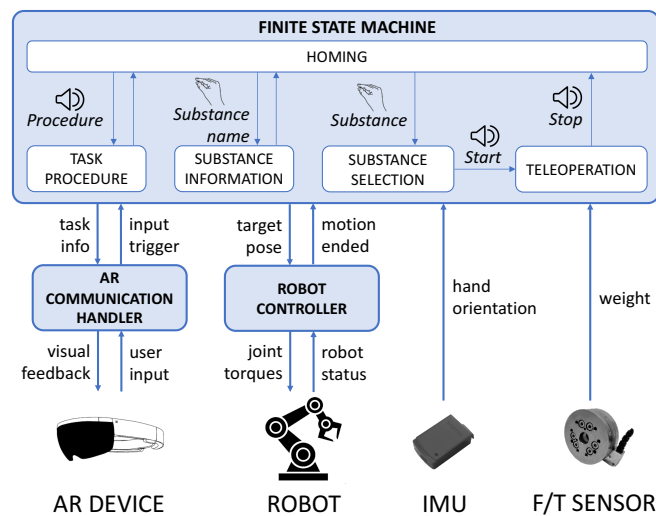 FINITE STATE MACHINE
HOMING
Procedure
Substance
name
Substance
Start
Stop
TASK
PROCEDURE
SUBSTANCE
INFORMATION
SUBSTANCE
SELECTION
TELEOPERATION
task
info
input
trigger
target
pose
motion
ended
hand
orientation
weight
AR
COMMUNICATION
HANDLER
ROBOT
CONTROLLER
visual
feedback
user
input
joint
torques
robot
status
AR DEVICE
ROBOT
IMU
F/T SENSOR